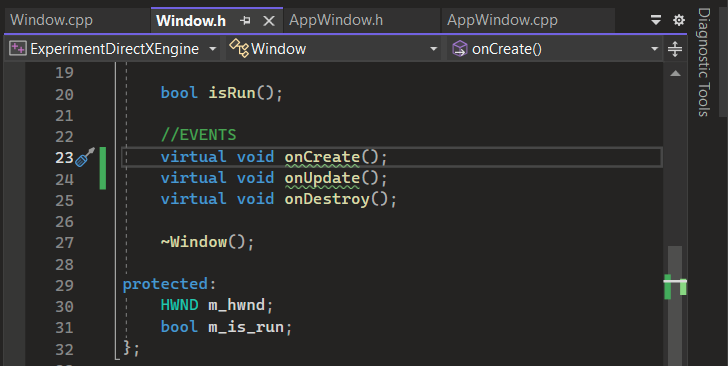 Window.cpp Window.h AppWindow.h AppWindow.cpp
ExperimentDirectXEngine Window onCreate()
Diagnostic Tools
19
20 bool isRun();
21
22 //EVENTS
23 virtual void onCreate();
24 virtual void onUpdate();
25 virtual void onDestroy();
26
27 ~Window();
28
29 protected:
30 HWND m_hwnd;
31 bool m_is_run;
32 };